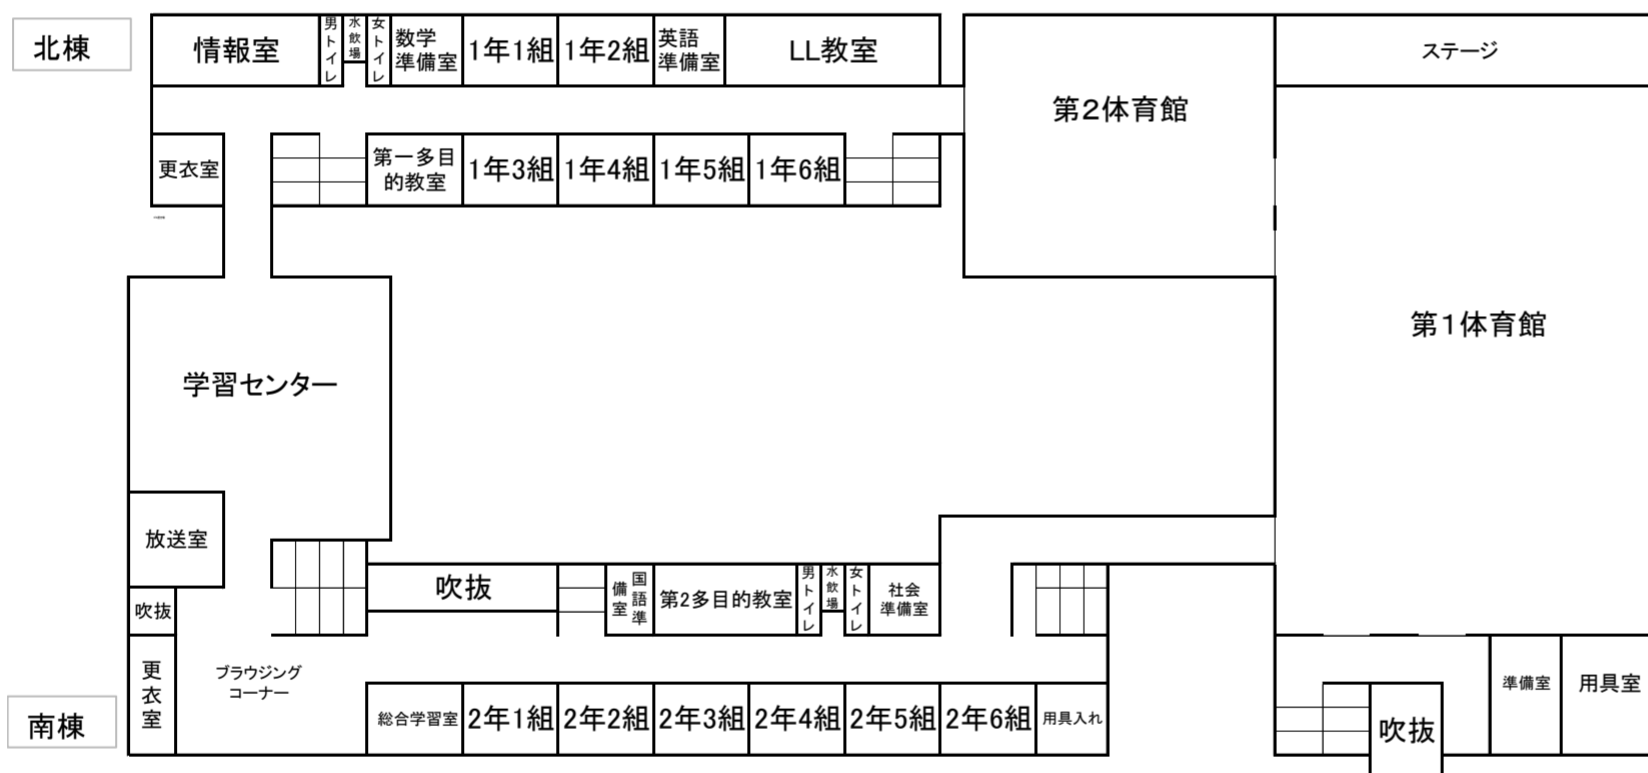 北棟
情報室
男トイレ
水飲場
女トイレ
数学
準備室
1年1組
1年2組
英語
準備室
LL教室
第2体育館
ステージ
更衣室
第一多目
的教室
1年3組
1年4組
1年5組
1年6組
第1体育館
学習センター
放送室
吹抜
吹抜
国語準
備室
第2多目的教室
男トイレ
水飲場
女トイレ
社会
準備室
更衣室
ブラウジング
コーナー
南棟
総合学習室
2年1組
2年2組
2年3組
2年4組
2年5組
2年6組
用具入れ
吹抜
準備室
用具室